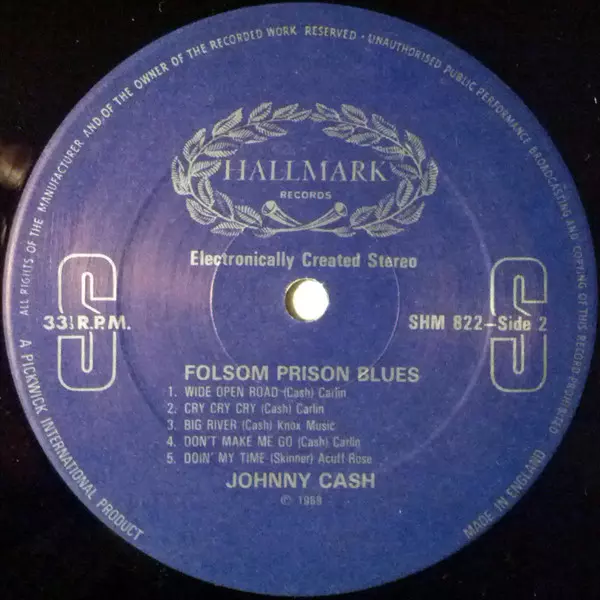 ALL RIGHTS OF THE MANUFACTURER AND OF THE OWNER OF THE RECORDED WORK RESERVED · UNAUTHORISED PUBLIC PERFORMANCE BROADCASTING AND COPYING OF THIS RECORD PROHIBITED
HALLMARK
RECORDS
Electronically Created Stereo
S
33⅓ R.P.M.
S
SHM 822–Side 2
FOLSOM PRISON BLUES
1. WIDE OPEN ROAD (Cash) Carlin
2. CRY CRY CRY (Cash) Carlin
3. BIG RIVER (Cash) Knox Music
4. DON'T MAKE ME GO (Cash) Carlin
5. DOIN' MY TIME (Skinner) Acuff Rose
JOHNNY CASH
℗ 1968
A PICKWICK INTERNATIONAL PRODUCT
MADE IN ENGLAND